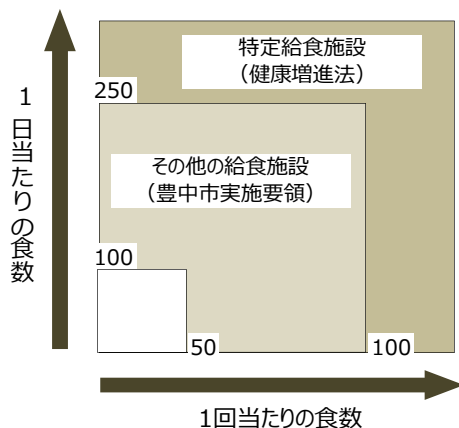 特定給食施設
（健康増進法）
250
その他の給食施設
（豊中市実施要領）
100
50
100
1日当たりの食数
1回当たりの食数